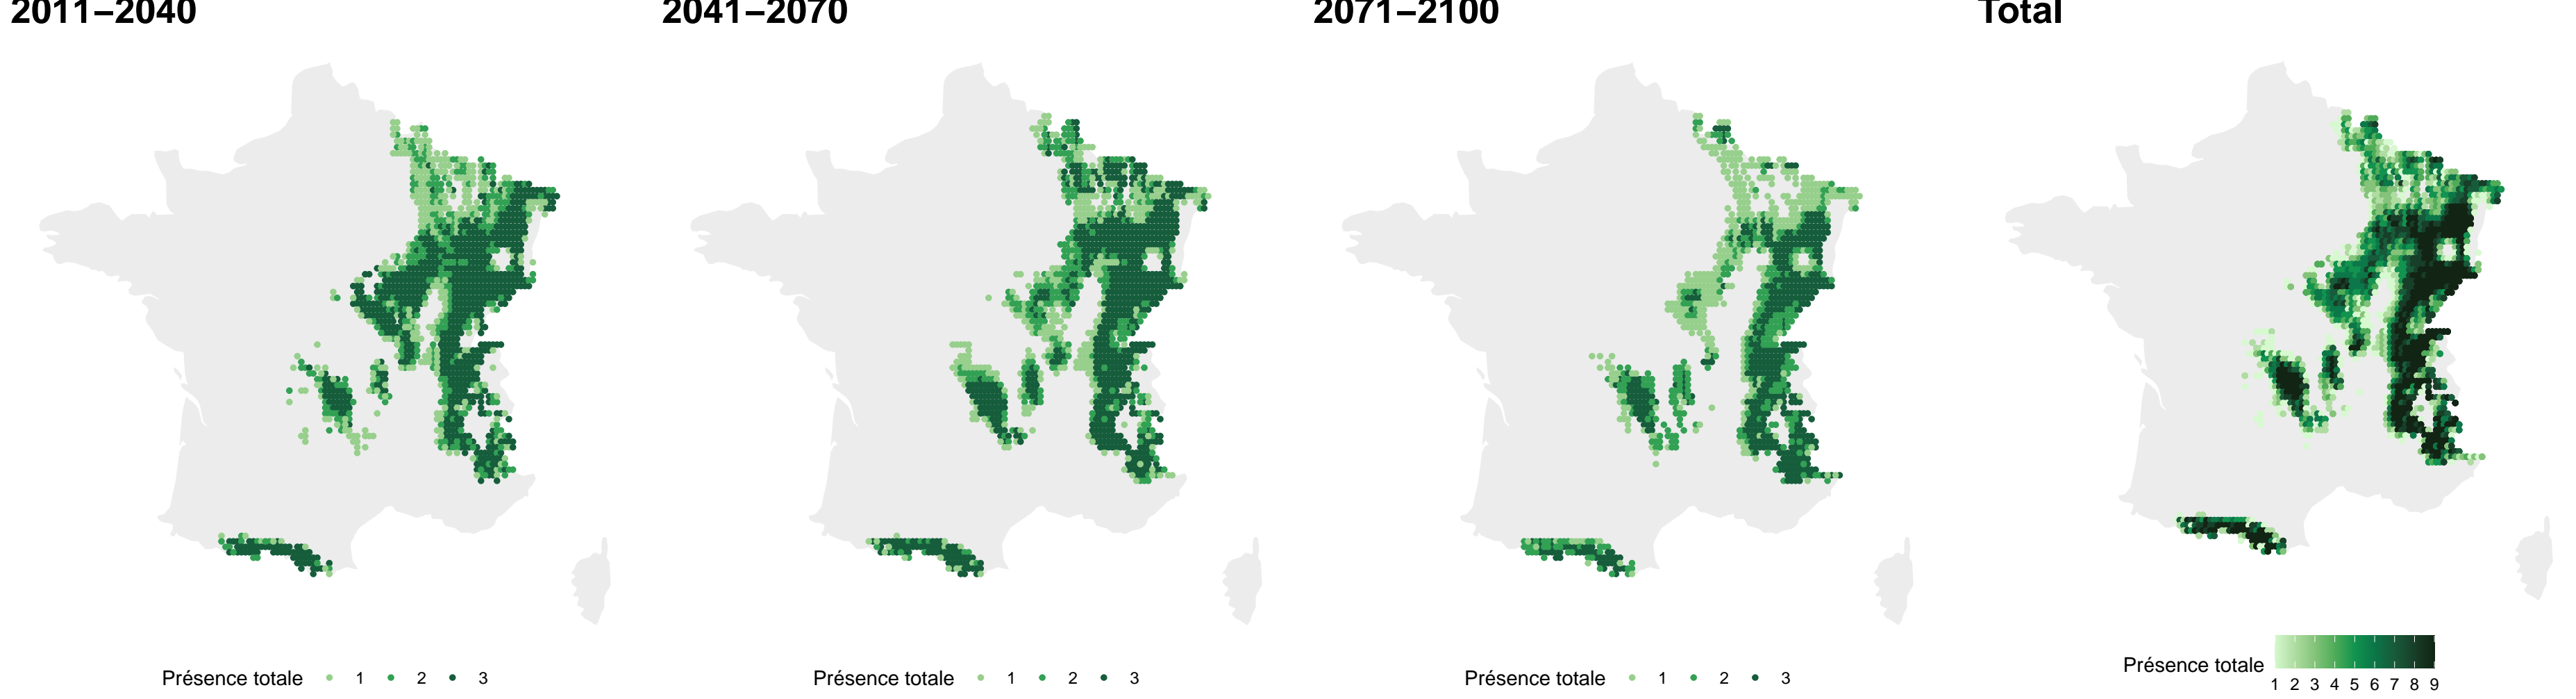 2011–2040
2041–2070
2071–2100
Total
Présence totale 1 2 3
Présence totale 1 2 3
Présence totale 1 2 3
Présence totale
1 2 3 4 5 6 7 8 9